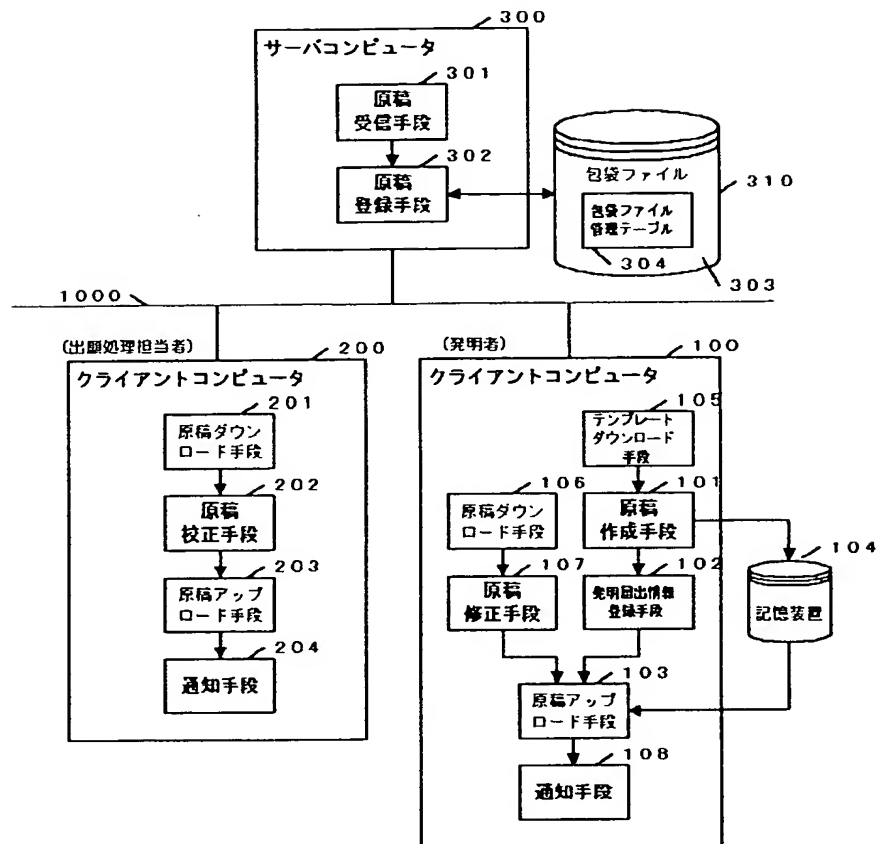 300
サーバコンピュータ
301
原稿
受信手段
302
原稿
登録手段
包袋ファイル
310
包袋ファイル
管理テーブル
304
303
1000
(出願処理担当者)
200
クライアントコンピュータ
201
原稿ダウン
ロード手段
202
原稿
校正手段
203
原稿アップ
ロード手段
204
通知手段
(発明者)
100
クライアントコンピュータ
105
テンプレート
ダウンロード
手段
106
原稿ダウン
ロード手段
101
原稿
作成手段
107
原稿
修正手段
102
発明届出情報
登録手段
104
記憶装置
103
原稿アップ
ロード手段
108
通知手段